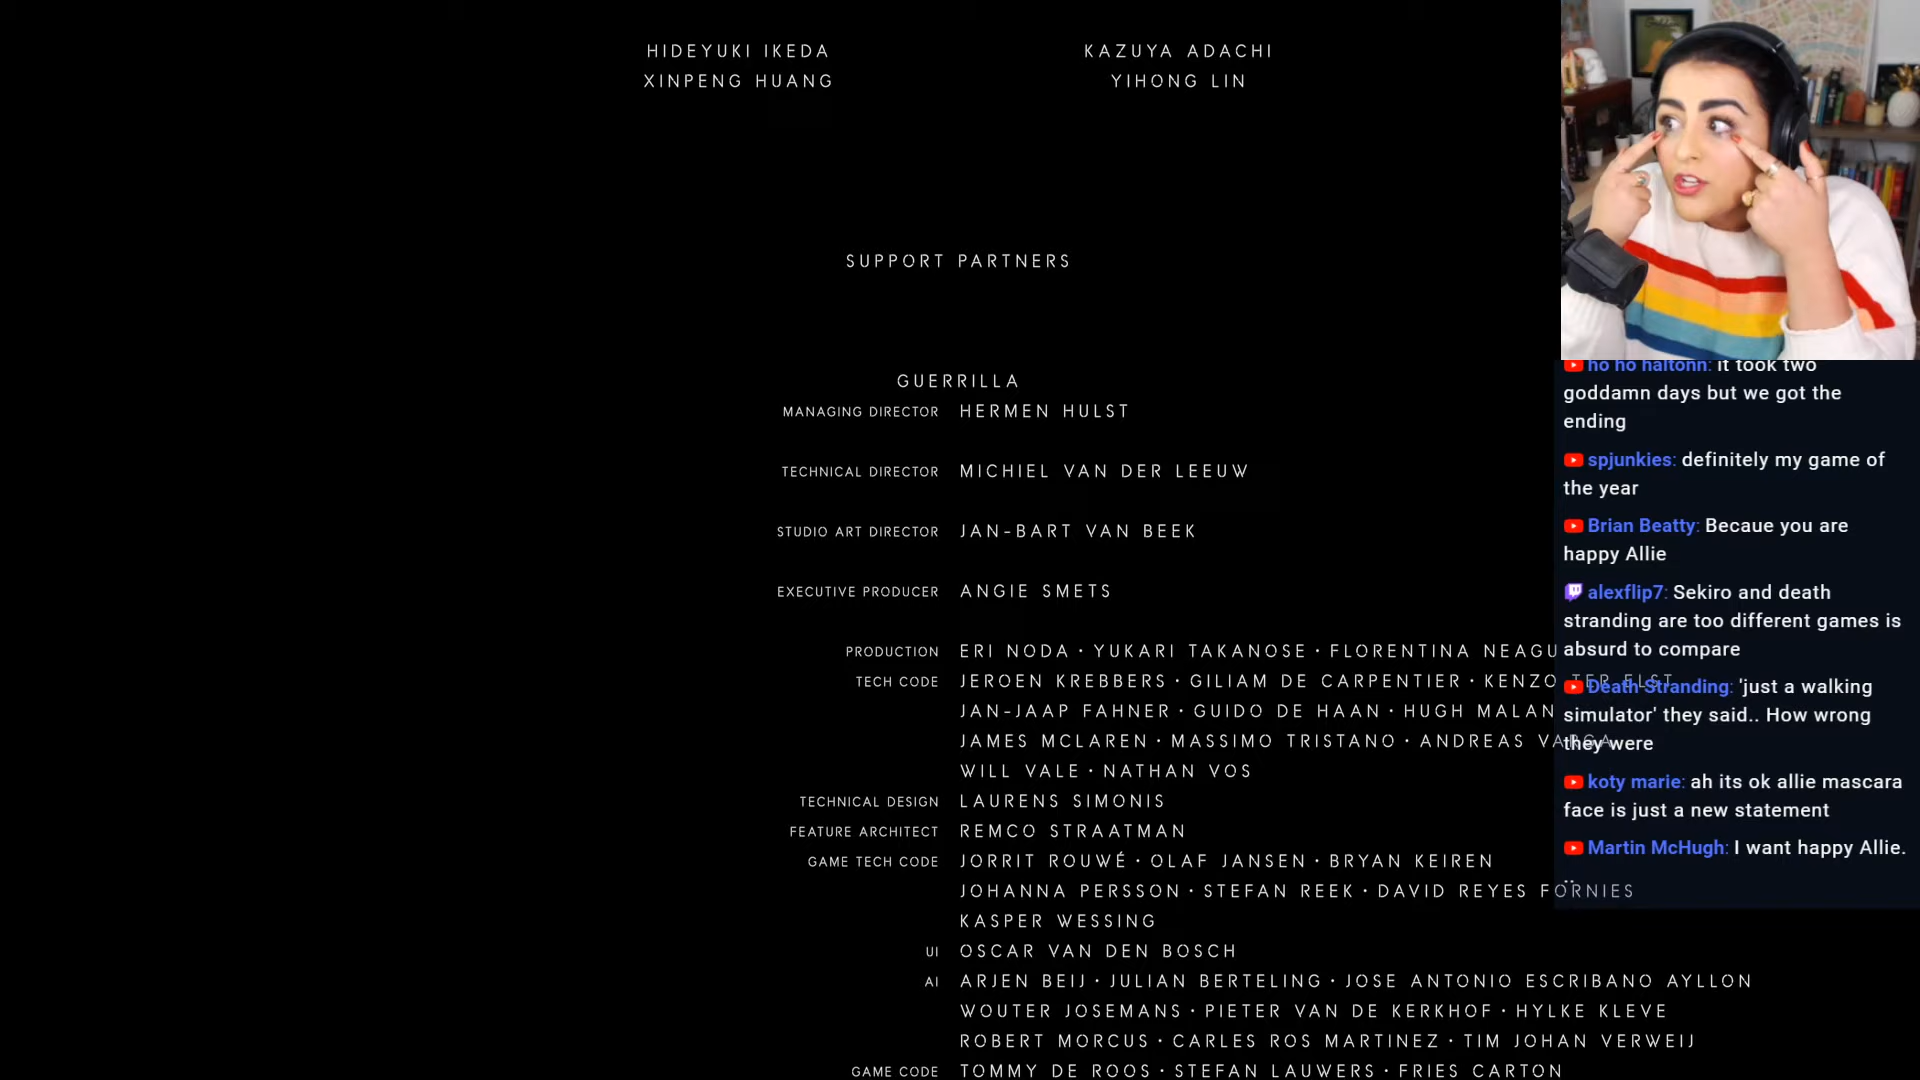 HIDEYUKI IKEDA KAZUYA ADACHI
XINPENG HUANG YIHONG LIN
SUPPORT PARTNERS
GUERRILLA
MANAGING DIRECTOR HERMEN HULST
TECHNICAL DIRECTOR MICHIEL VAN DER LEEUW
STUDIO ART DIRECTOR JAN-BART VAN BEEK
EXECUTIVE PRODUCER ANGIE SMETS
PRODUCTION ERI NODA · YUKARI TAKANOSE · FLORENTINA NEAGU
TECH CODE JEROEN KREBBERS · GILIAM DE CARPENTIER · KENZO TER ELST
JAN-JAAP FAHNER · GUIDO DE HAAN · HUGH MALAN
JAMES MCLAREN · MASSIMO TRISTANO · ANDREAS VARGA
WILL VALE · NATHAN VOS
TECHNICAL DESIGN LAURENS SIMONIS
FEATURE ARCHITECT REMCO STRAATMAN
GAME TECH CODE JORRIT ROUWÉ · OLAF JANSEN · BRYAN KEIREN
JOHANNA PERSSON · STEFAN REEK · DAVID REYES FORNIES
KASPER WESSING
UI OSCAR VAN DEN BOSCH
AI ARJEN BEIJ · JULIAN BERTELING · JOSE ANTONIO ESCRIBANO AYLLON
WOUTER JOSEMANS · PIETER VAN DE KERKHOF · HYLKE KLEVE
ROBERT MORCUS · CARLES ROS MARTINEZ · TIM JOHAN VERWEIJ
GAME CODE TOMMY DE ROOS · STEFAN LAUWERS · FRIES CARTON
ho ho haltonn: it took two
goddamn days but we got the
ending
spjunkies: definitely my game of
the year
Brian Beatty: Becaue you are
happy Allie
alexflip7: Sekiro and death
stranding are too different games is
absurd to compare
Death Stranding: 'just a walking
simulator' they said.. How wrong
they were
koty marie: ah its ok allie mascara
face is just a new statement
Martin McHugh: I want happy Allie.
..